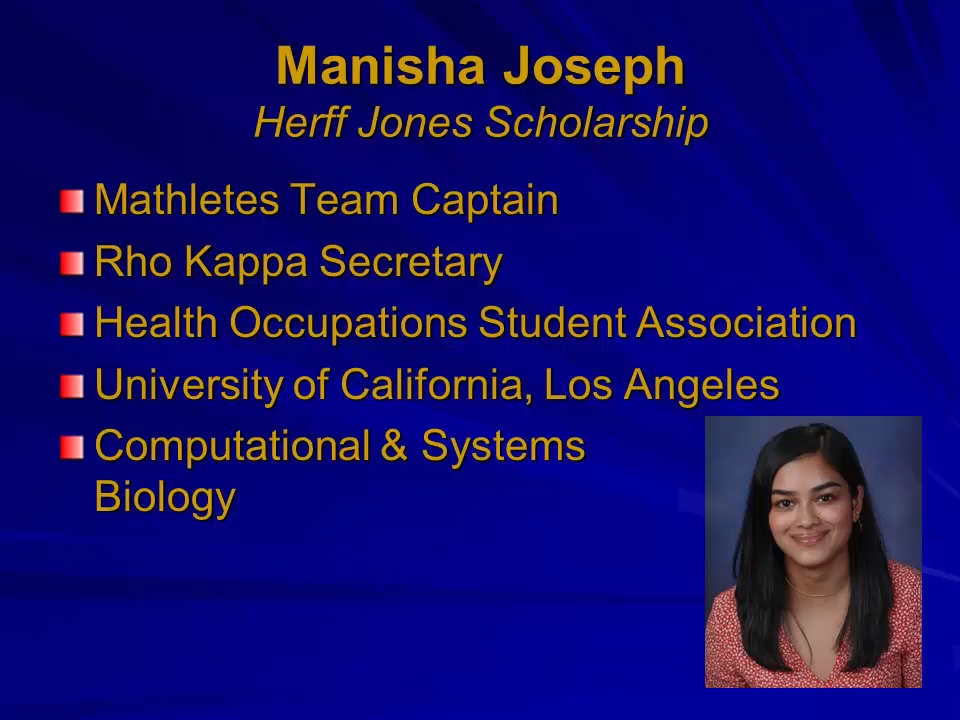 Manisha Joseph
Herff Jones Scholarship
Mathletes Team Captain
Rho Kappa Secretary
Health Occupations Student Association
University of California, Los Angeles
Computational & Systems
Biology